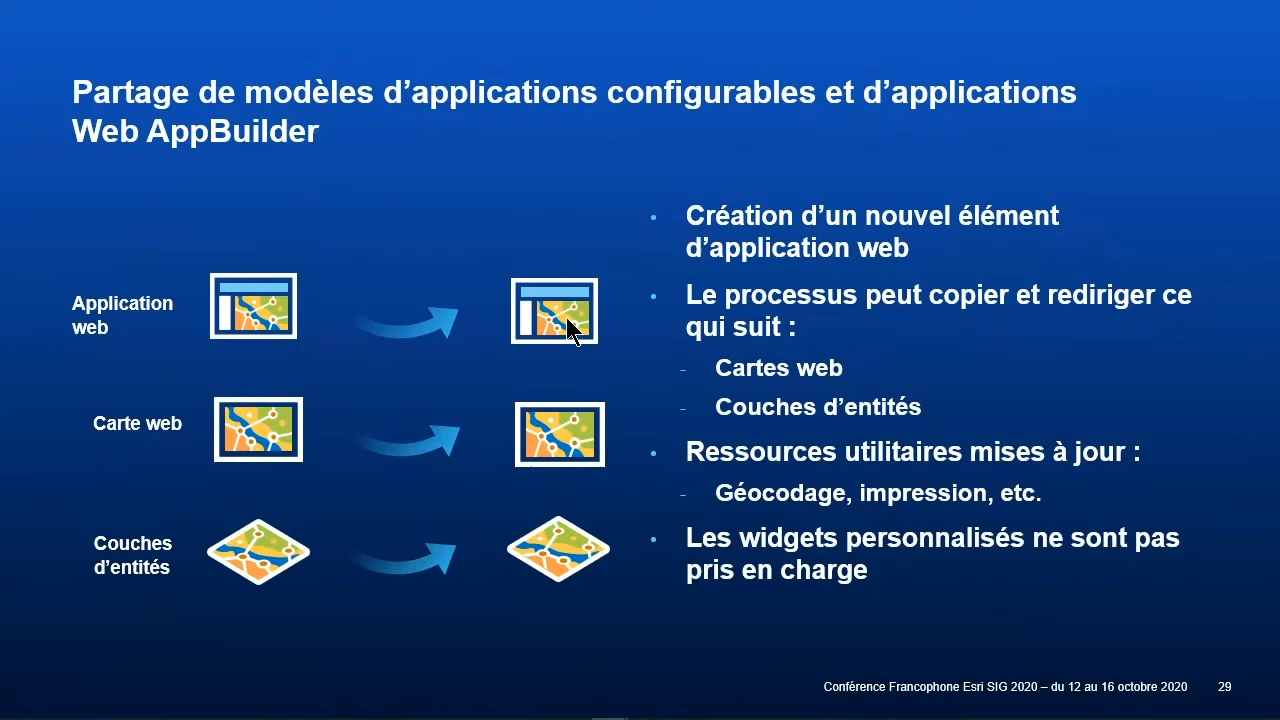 Partage de modèles d’applications configurables et d’applications
Web AppBuilder
Application
web
Carte web
Couches
d’entités
• Création d’un nouvel élément
d’application web
• Le processus peut copier et rediriger ce
qui suit :
- Cartes web
- Couches d’entités
• Ressources utilitaires mises à jour :
- Géocodage, impression, etc.
• Les widgets personnalisés ne sont pas
pris en charge
Conférence Francophone Esri SIG 2020 – du 12 au 16 octobre 2020 29